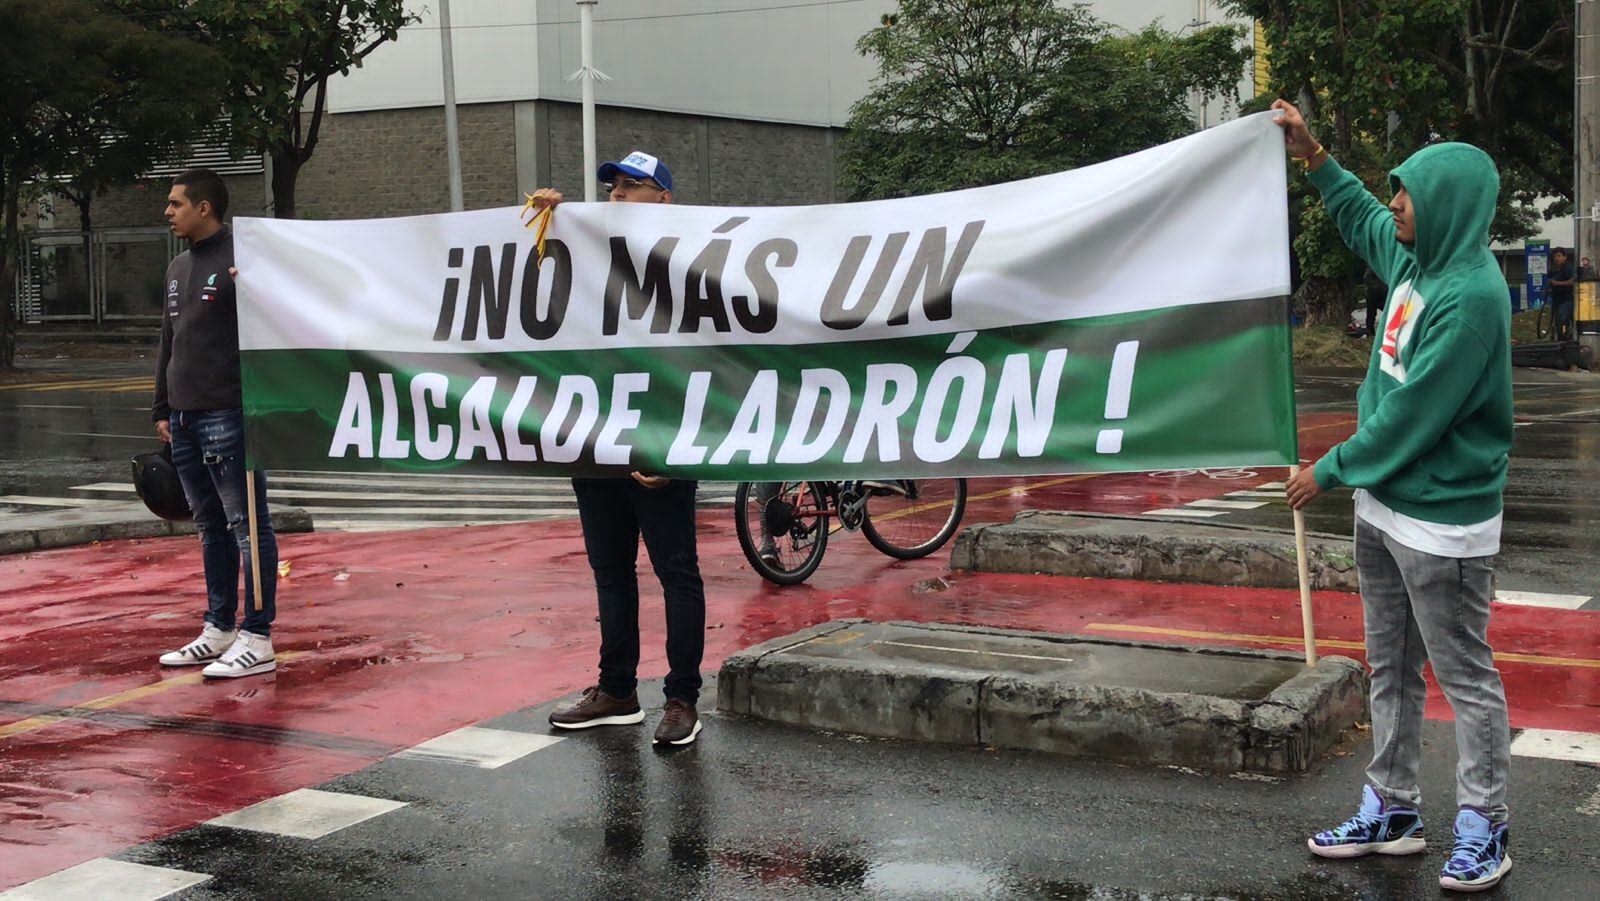 ¡NO MÁS UN
ALCALDE LADRÓN !